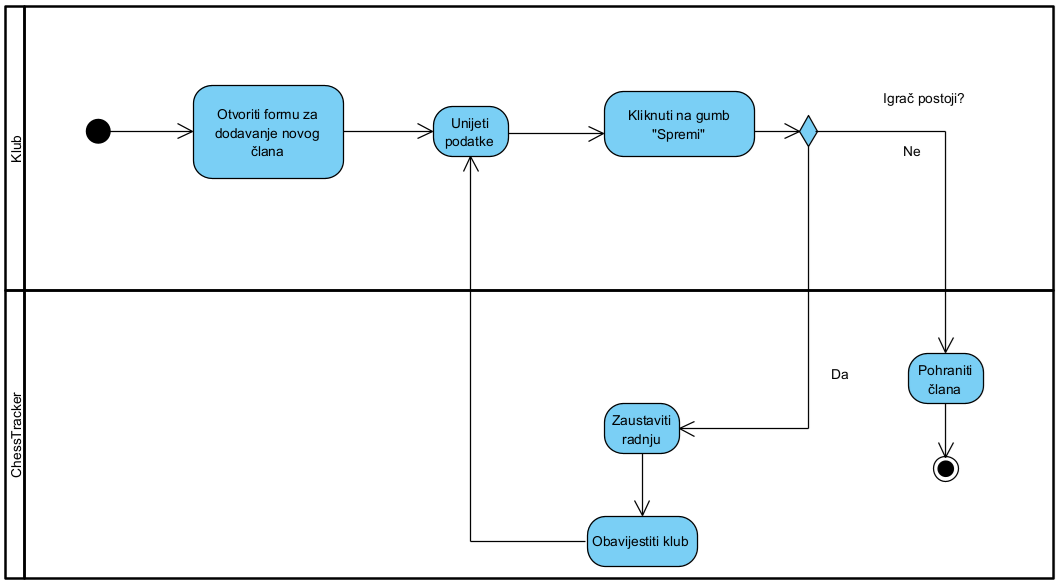 Klub
Otvoriti formu za
dodavanje novog
člana
Unijeti
podatke
Kliknuti na gumb
"Spremi"
Igrač postoji?
Ne
ChessTracker
Da
Pohraniti
člana
Zaustaviti
radnju
Obavijestiti klub